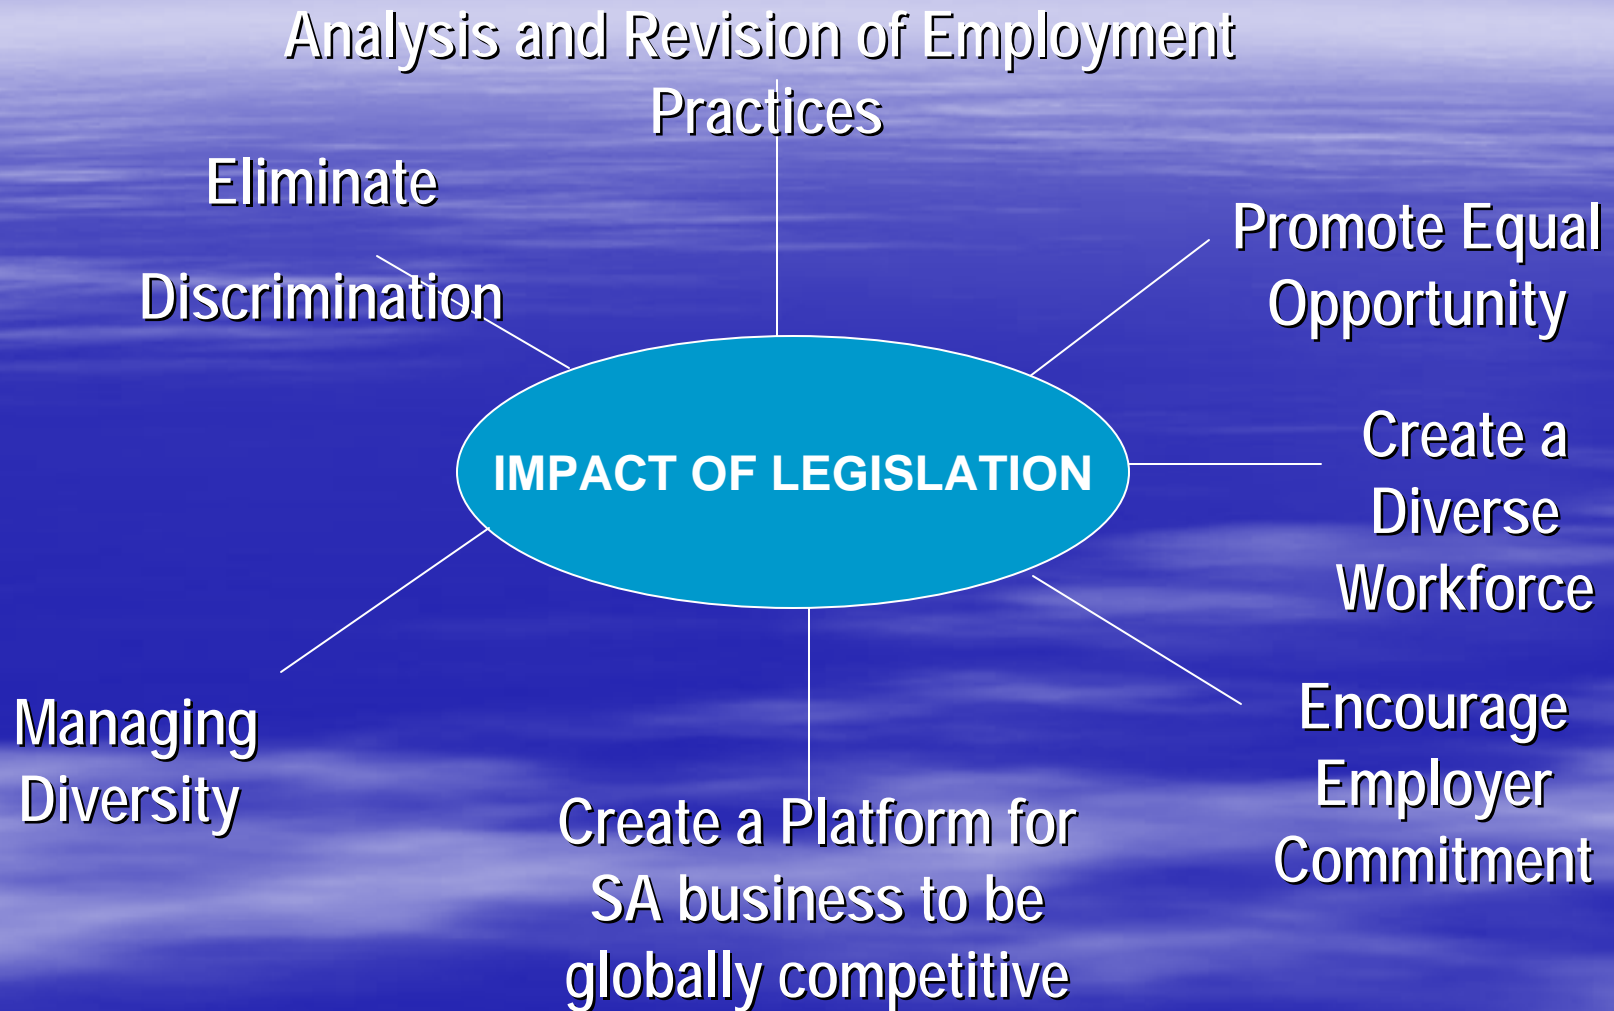 Analysis and Revision of Employment
Practices
Eliminate
Discrimination
Promote Equal
Opportunity
IMPACT OF LEGISLATION
Create a
Diverse
Workforce
Managing
Diversity
Encourage
Employer
Commitment
Create a Platform for
SA business to be
globally competitive